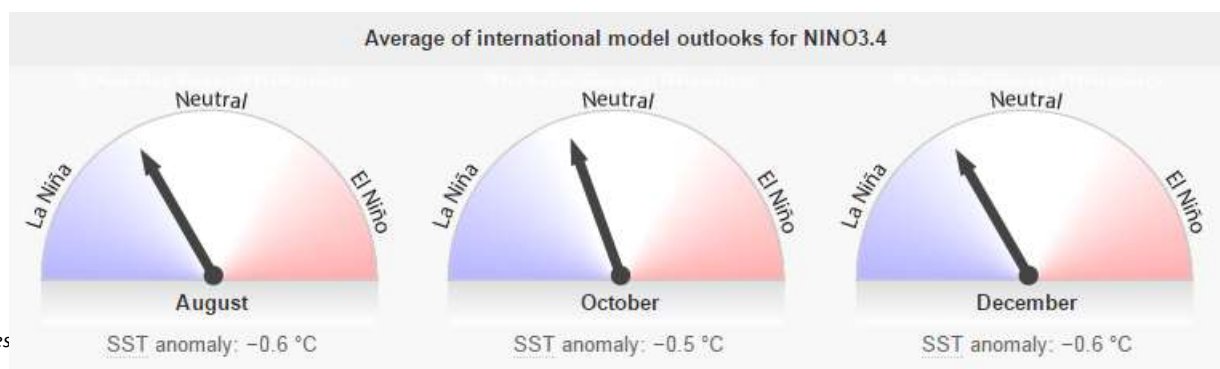 Average of international model outlooks for NINO3.4
Neutral Neutral Neutral
La Niña El Niño La Niña El Niño La Niña El Niño
August October December
SST anomaly: −0.6 °C SST anomaly: −0.5 °C SST anomaly: −0.6 °C